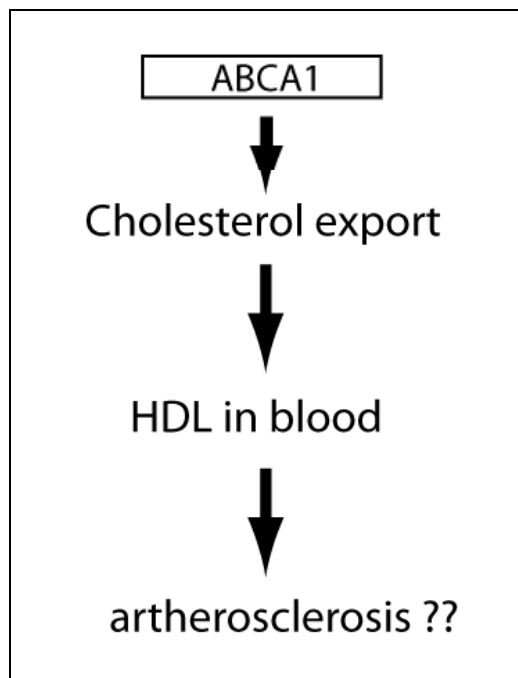 ABCA1
Cholesterol export
HDL in blood
artherosclerosis ??